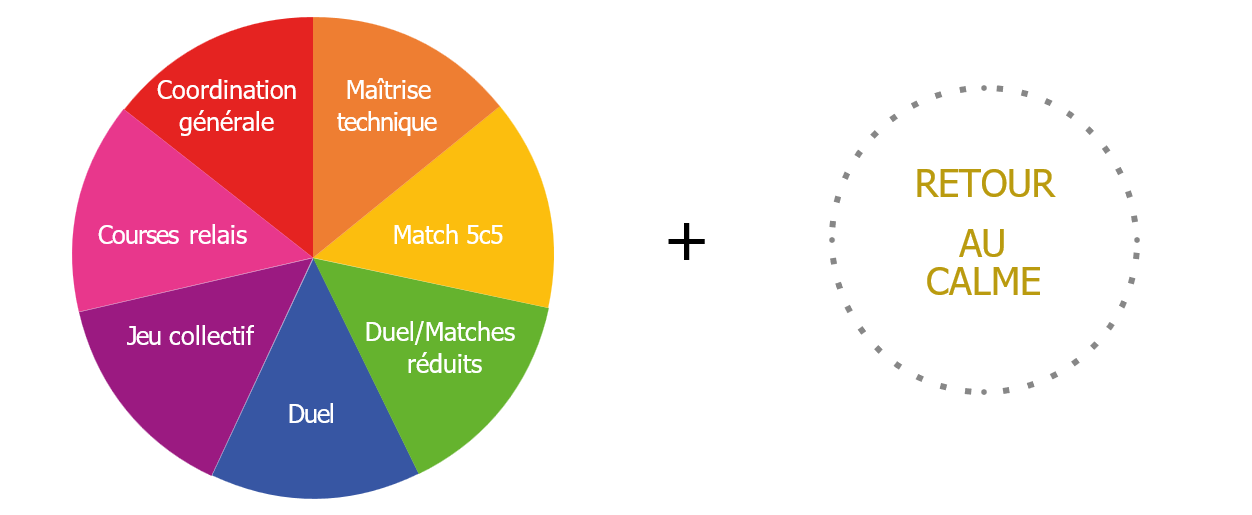 Coordination
générale
Maîtrise
technique
Courses relais
Match 5c5
Jeu collectif
Duel/Matches
réduits
Duel
+
RETOUR
AU
CALME